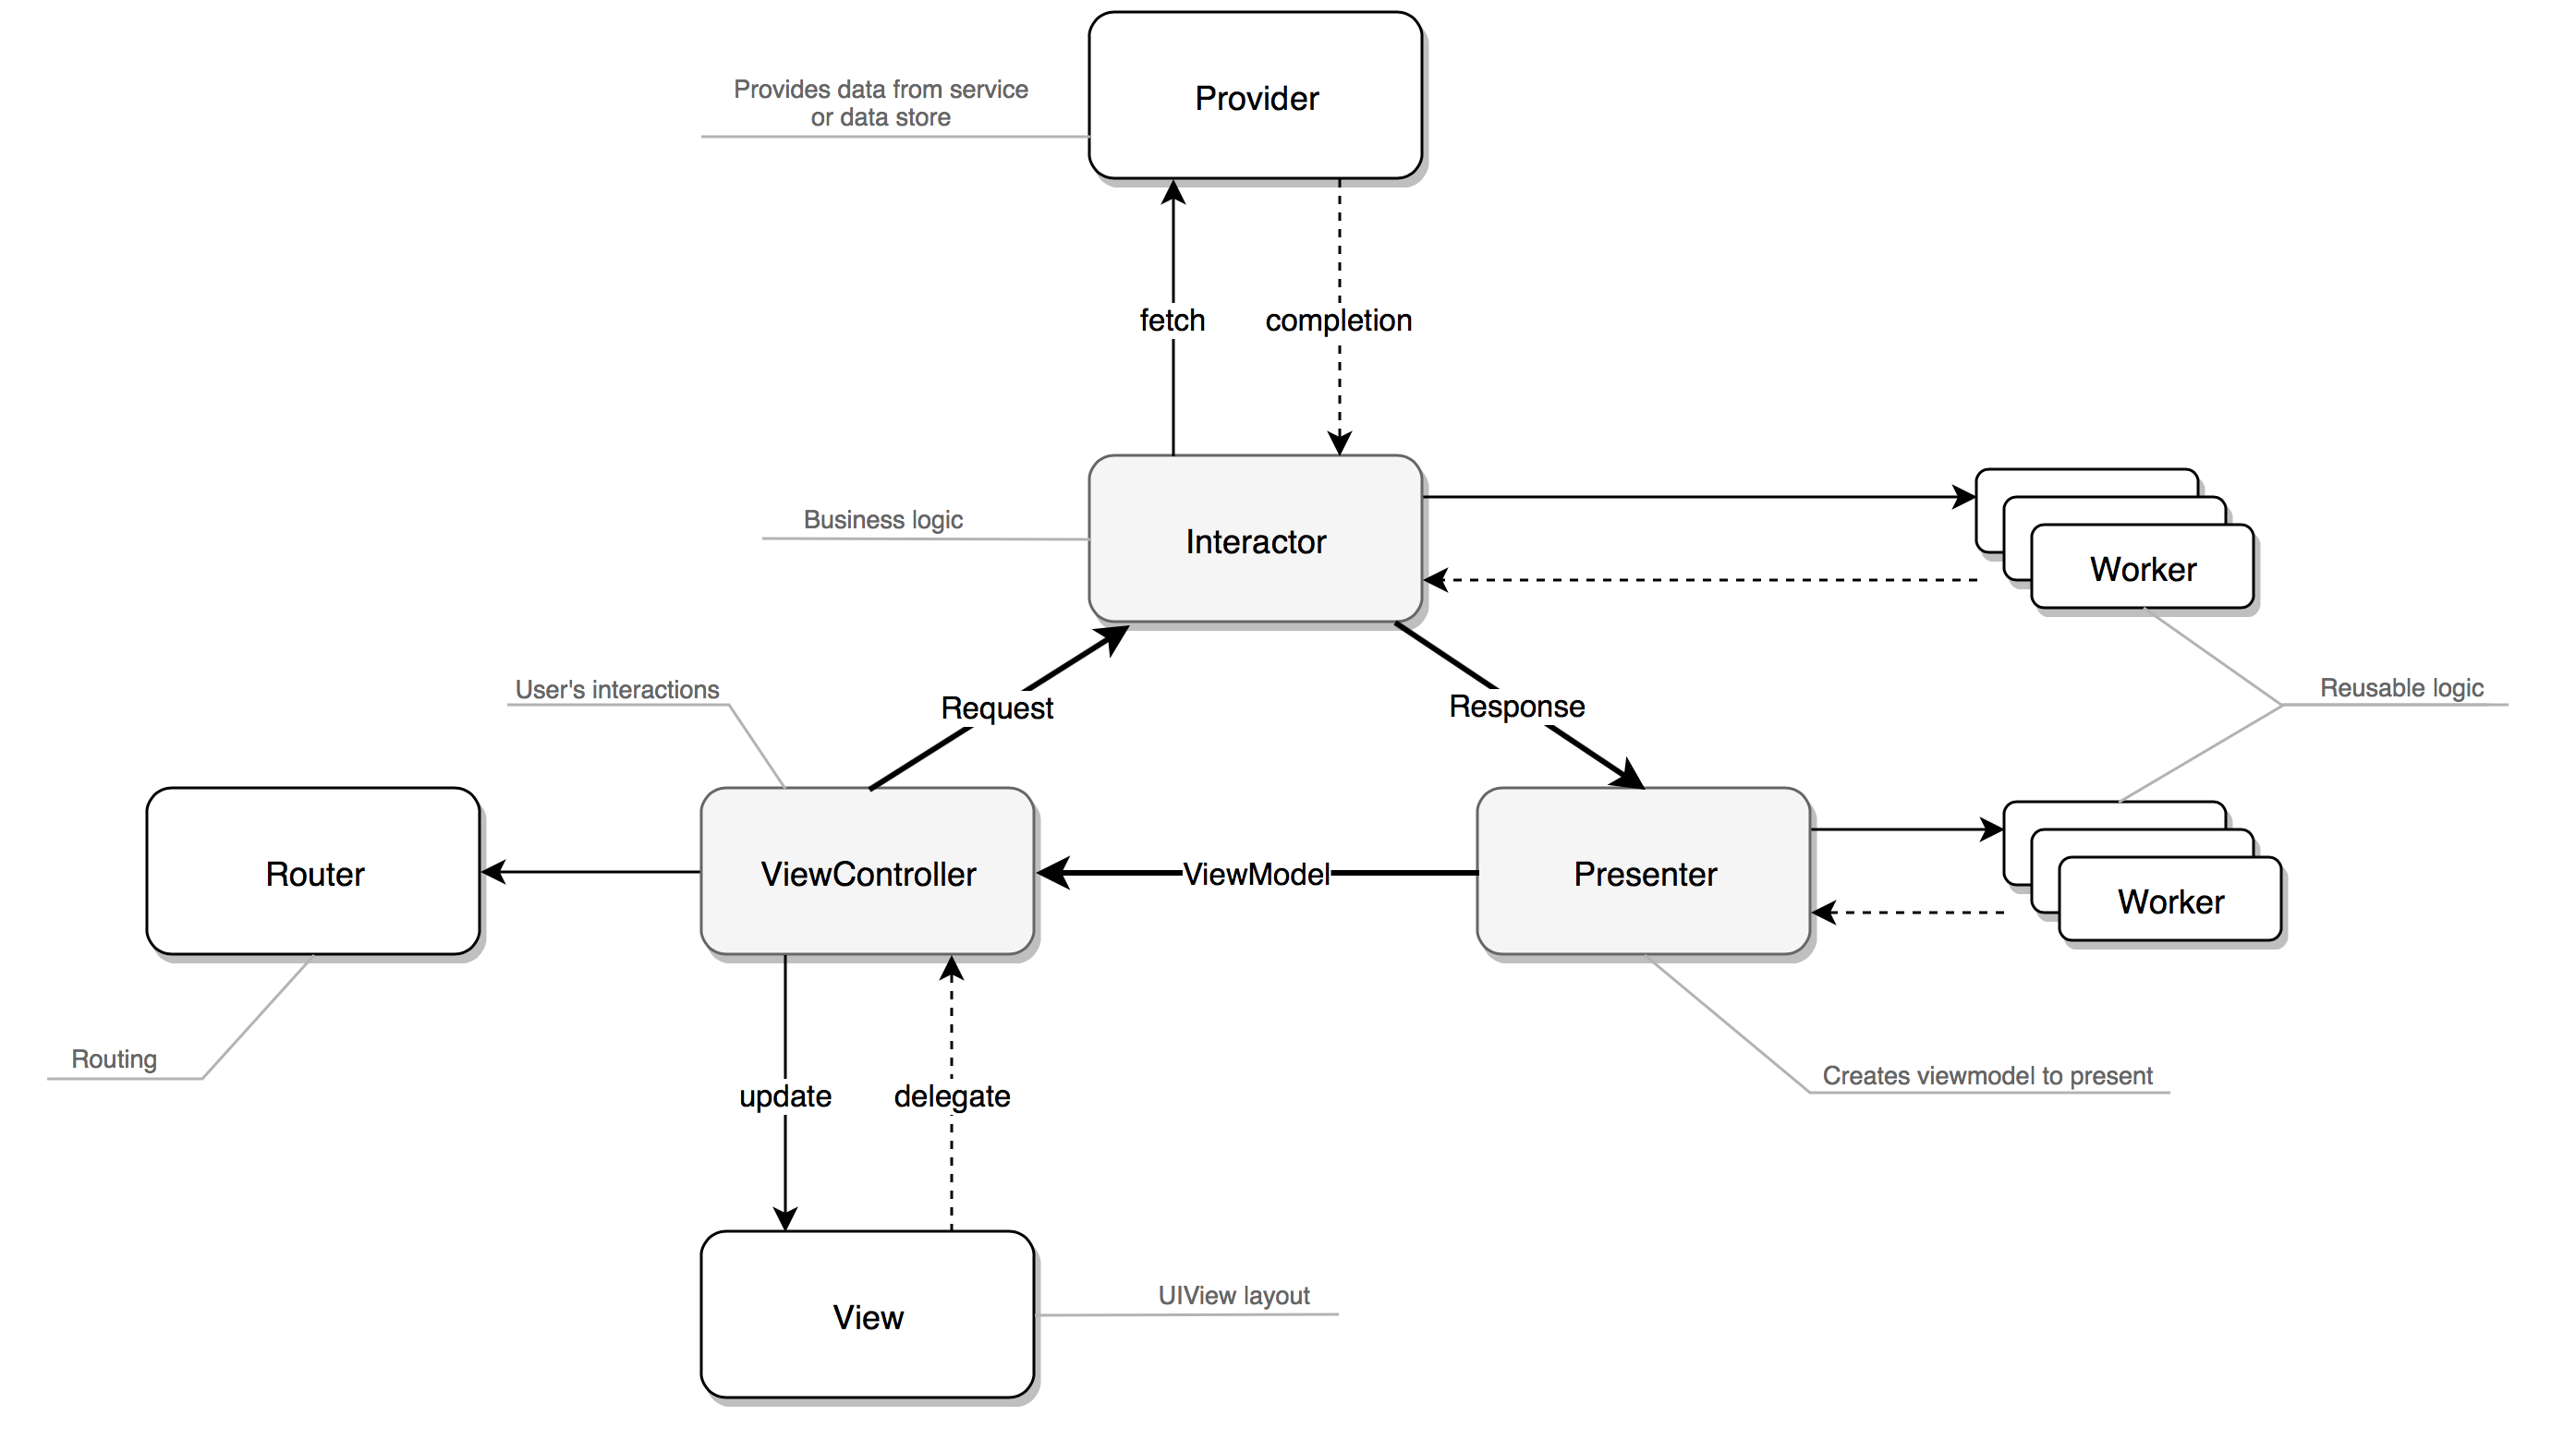 Provides data from service
or data store
Provider
fetch
completion
Business logic
Interactor
Worker
User's interactions
Request
Response
Reusable logic
Router
ViewController
ViewModel
Presenter
Worker
Routing
update
delegate
Creates viewmodel to present
View
UIView layout